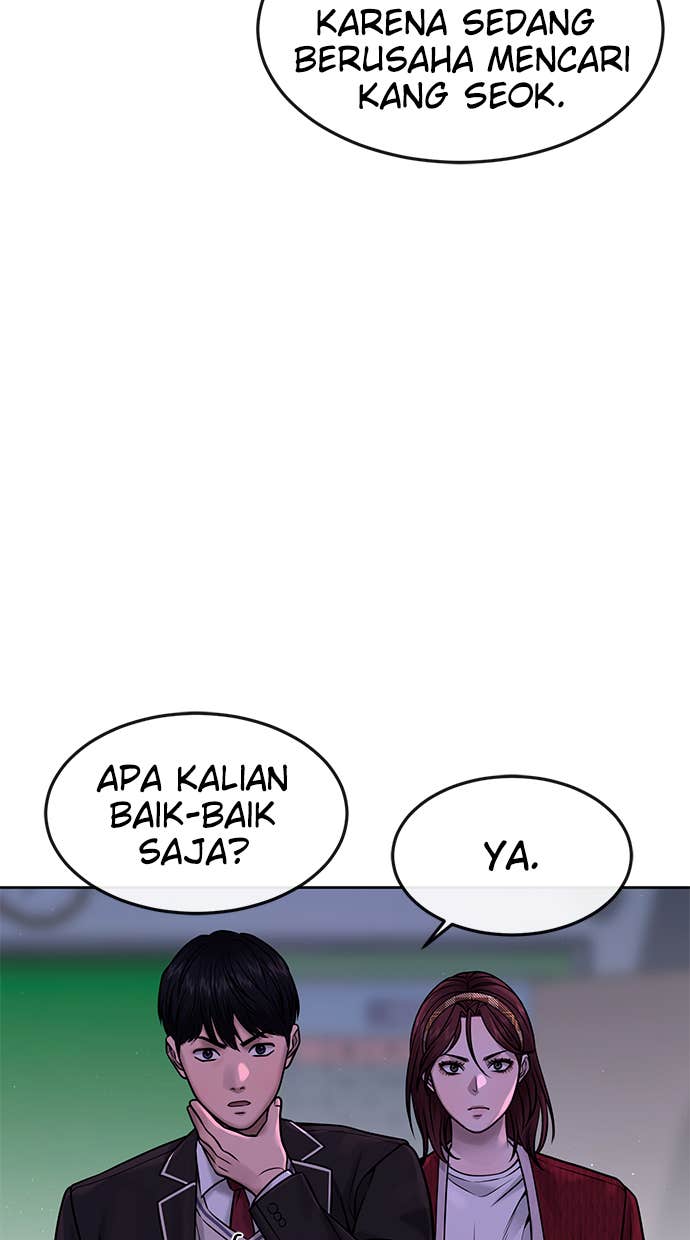 KARENA SEDANG
BERUSAHA MENCARI
KANG SEOK.
APA KALIAN
BAIK-BAIK
SAJA?
YA.